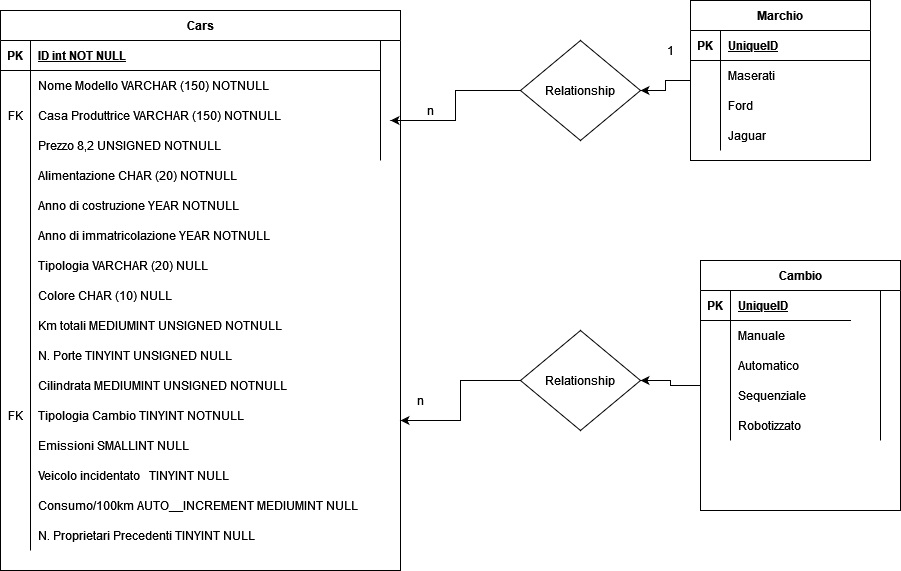 Cars
PK ID int NOT NULL
Nome Modello VARCHAR (150) NOTNULL
FK Casa Produttrice VARCHAR (150) NOTNULL
Prezzo 8,2 UNSIGNED NOTNULL
Alimentazione CHAR (20) NOTNULL
Anno di costruzione YEAR NOTNULL
Anno di immatricolazione YEAR NOTNULL
Tipologia VARCHAR (20) NULL
Colore CHAR (10) NULL
Km totali MEDIUMINT UNSIGNED NOTNULL
N. Porte TINYINT UNSIGNED NULL
Cilindrata MEDIUMINT UNSIGNED NOTNULL
FK Tipologia Cambio TINYINT NOTNULL
Emissioni SMALLINT NULL
Veicolo incidentato TINYINT NULL
Consumo/100km AUTO__INCREMENT MEDIUMINT NULL
N. Proprietari Precedenti TINYINT NULL
n
Relationship
1
Marchio
PK UniqueID
Maserati
Ford
Jaguar
n
Relationship
Cambio
PK UniqueID
Manuale
Automatico
Sequenziale
Robotizzato